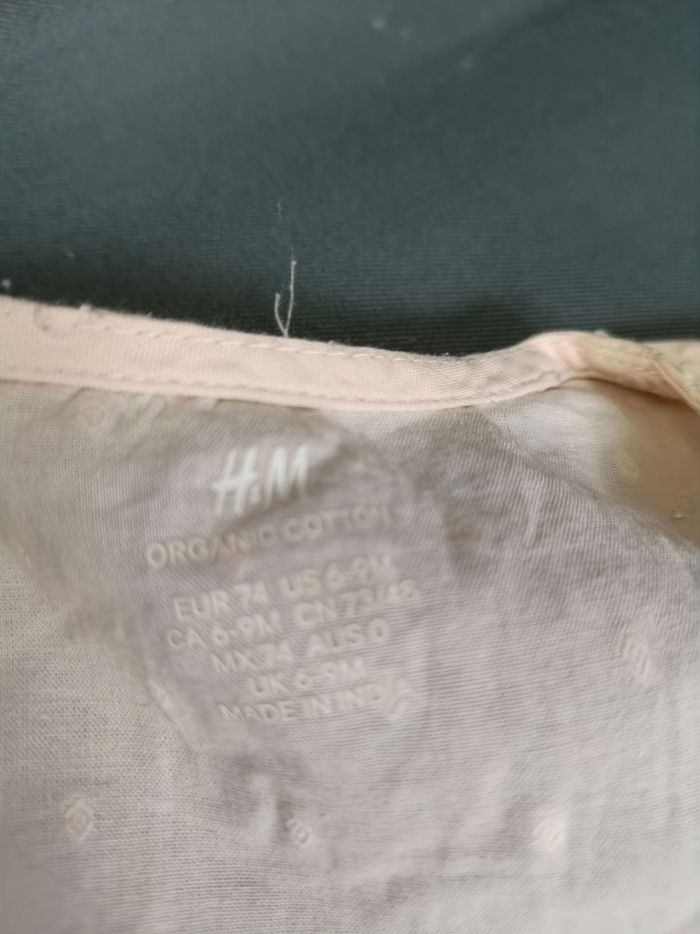 H&M
ORGANIC COTTON
EUR 74 US 6-9M
CA 6-9M CN 73/48
MX 74 AUS 0
UK 6-9M
MADE IN INDIA